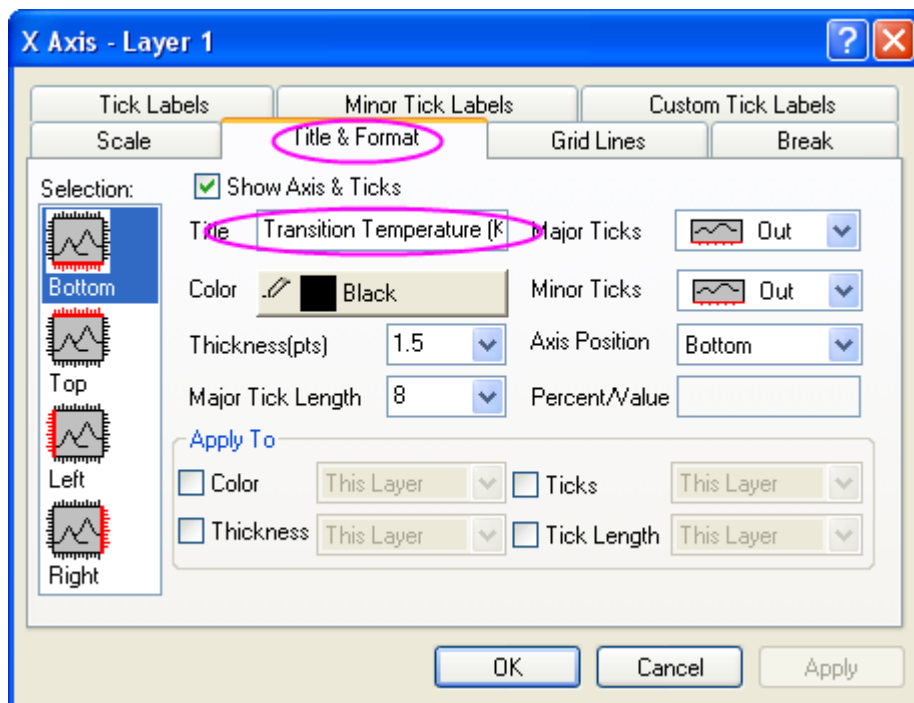 X Axis - Layer 1
Tick Labels Minor Tick Labels Custom Tick Labels
Scale Title & Format Grid Lines Break
Selection: Show Axis & Ticks
Title Transition Temperature (K Major Ticks Out
Bottom Color Black Minor Ticks Out
Thickness(pts) 1.5 Axis Position Bottom
Top Major Tick Length 8 Percent/Value
Apply To
Left Color This Layer Ticks This Layer
Thickness This Layer Tick Length This Layer
Right
OK Cancel Apply